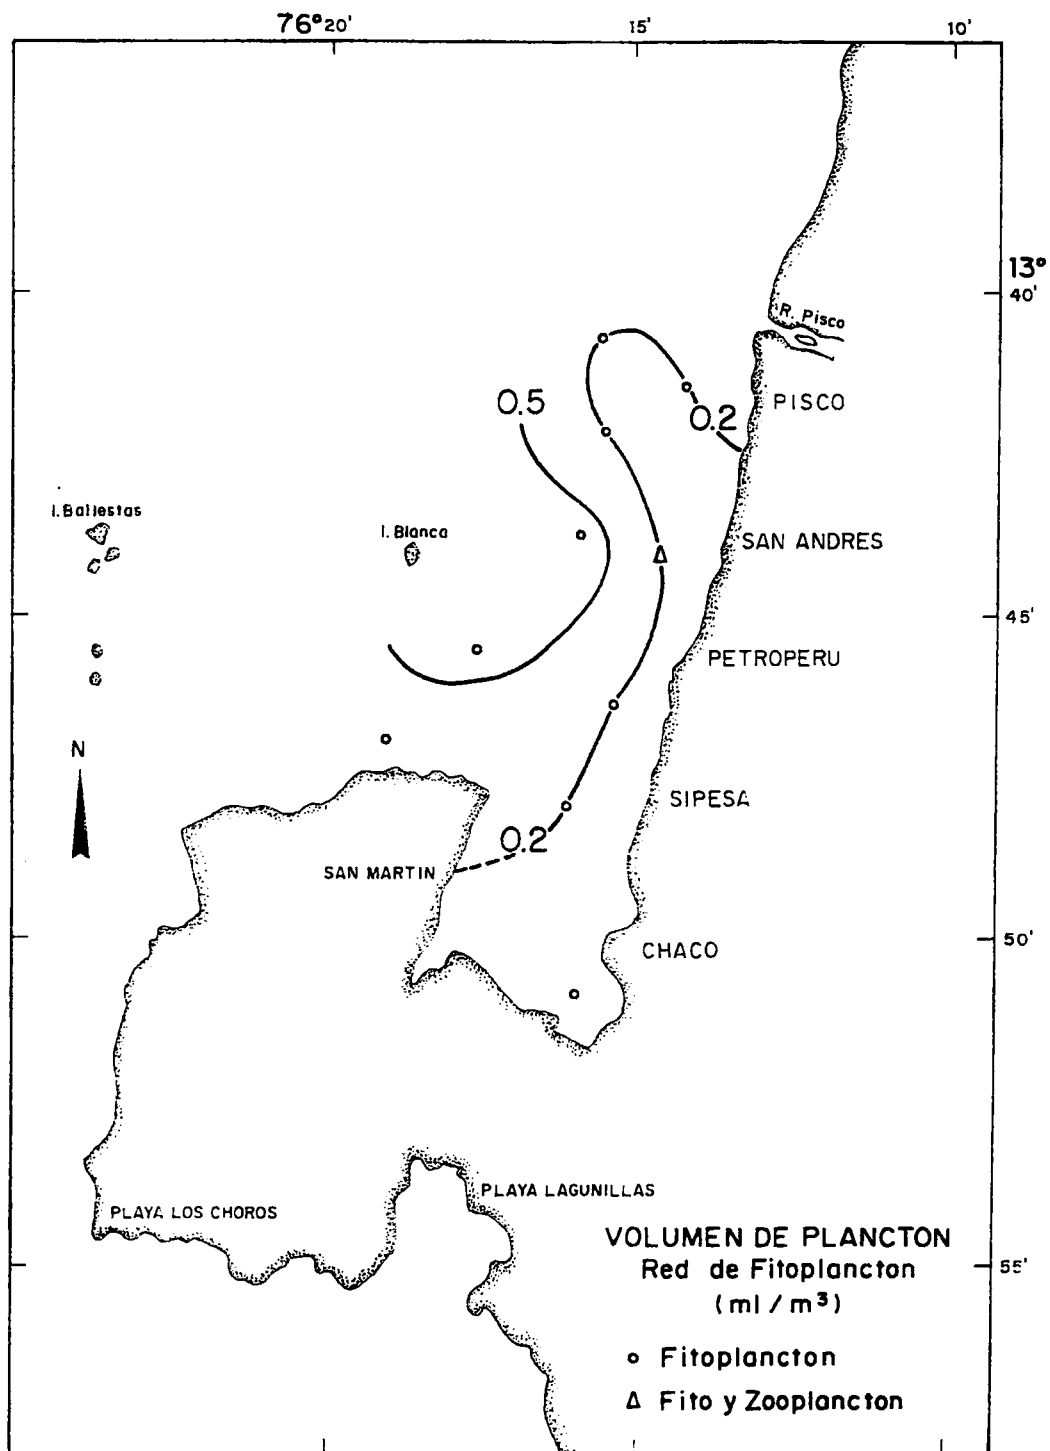 76°20'
15'
10'
13°
40'
R. Pisco
0.5
0.2
PISCO
I. Ballestas
I. Blanca
SAN ANDRES
45'
PETROPERU
N
SIPESA
0.2
SAN MARTIN
50'
CHACO
PLAYA LAGUNILLAS
PLAYA LOS CHOROS
VOLUMEN DE PLANCTON
Red de Fitoplancton
(ml / m³)
55'
o Fitoplancton
Δ Fito y Zooplancton